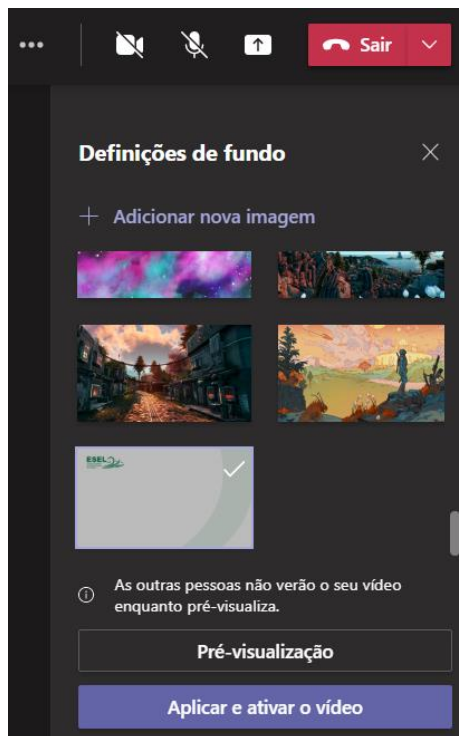 Sair
Definições de fundo
Adicionar nova imagem
ESEL
As outras pessoas não verão o seu vídeo
enquanto pré-visualiza.
Pré-visualização
Aplicar e ativar o vídeo